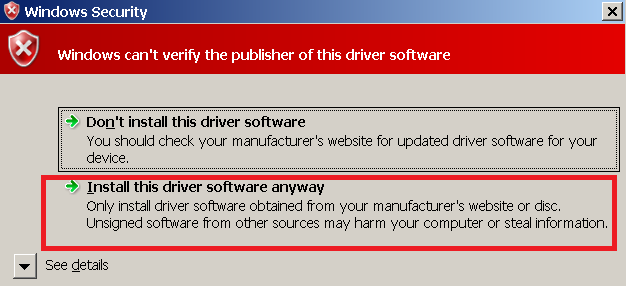 Windows Security
Windows can't verify the publisher of this driver software
Don't install this driver software
You should check your manufacturer's website for updated driver software for your
device.
Install this driver software anyway
Only install driver software obtained from your manufacturer's website or disc.
Unsigned software from other sources may harm your computer or steal information.
See details